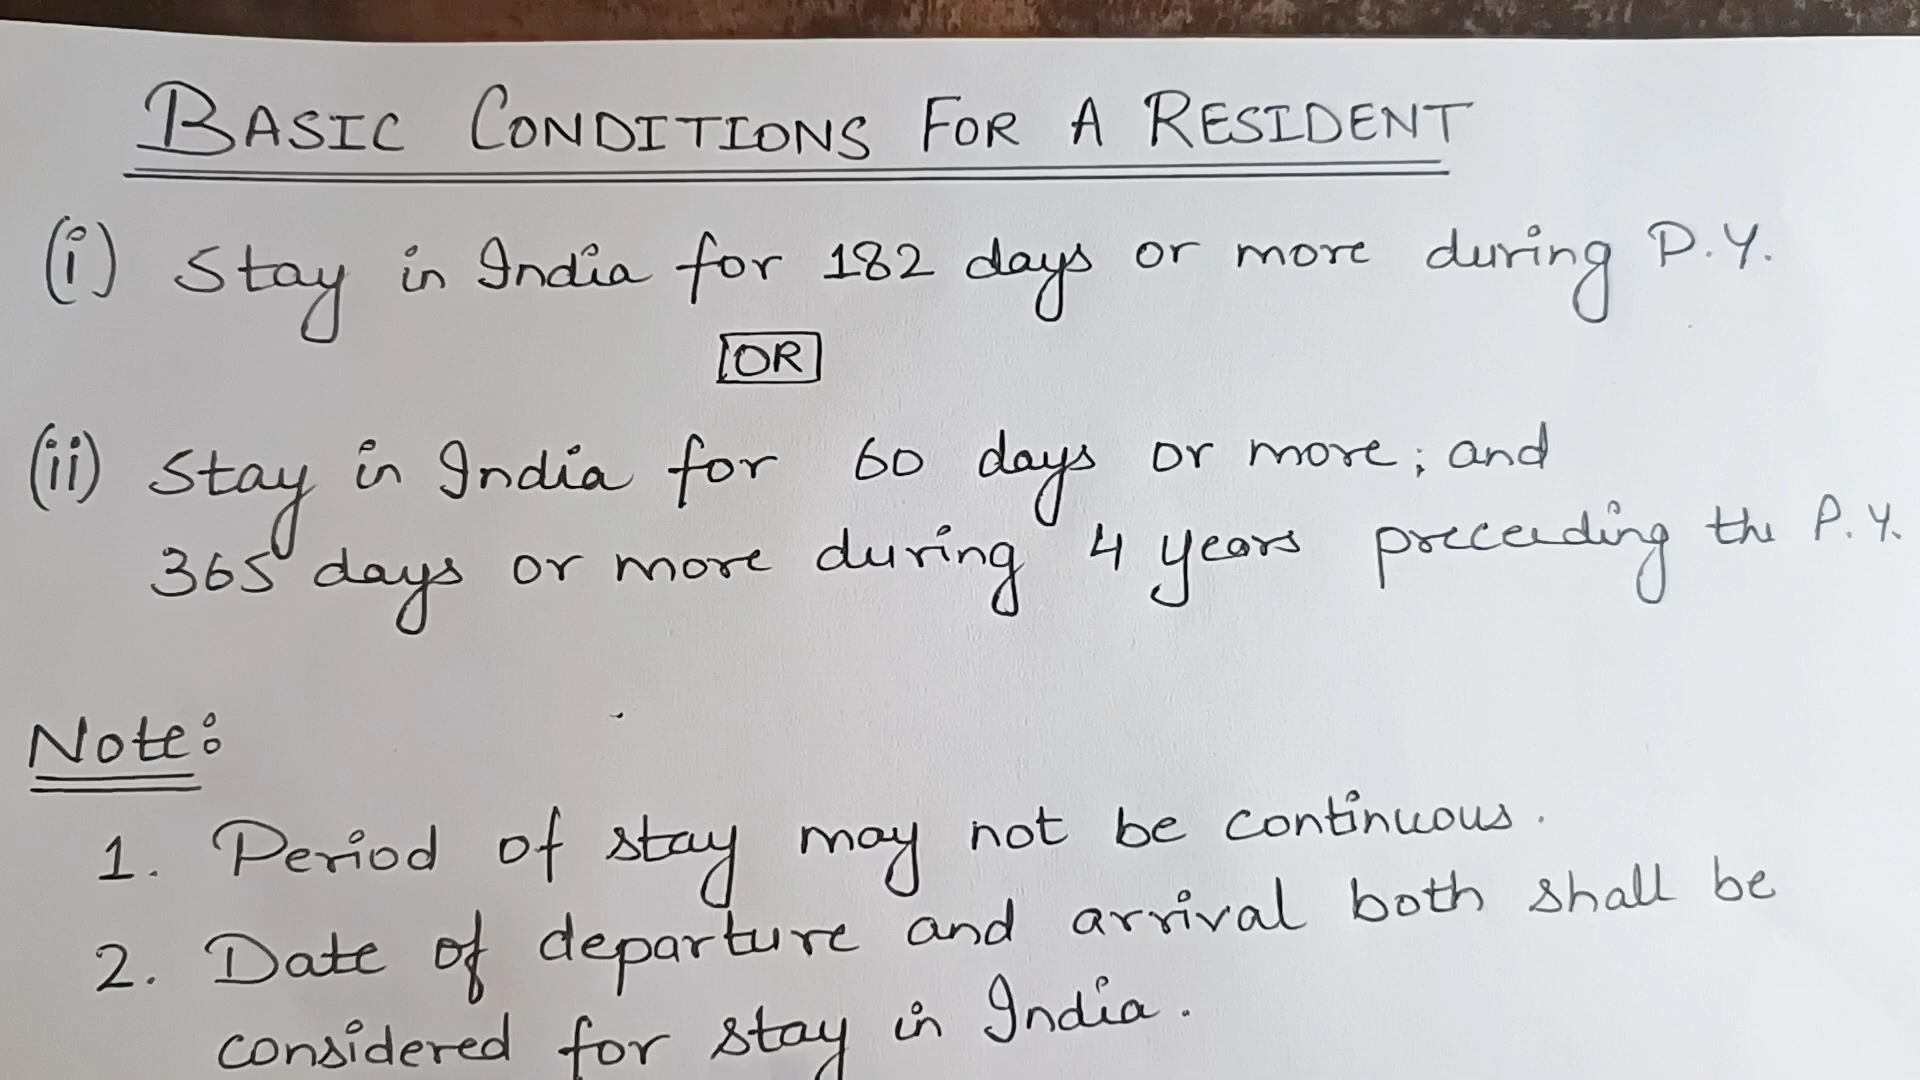 BASIC CONDITIONS FOR A RESIDENT
(i) Stay in India for 182 days or more during P.Y.
OR
(ii) Stay in India for 60 days or more; and
365 days or more during 4 years preceeding the P.Y.
Note:
1. Period of stay may not be continuous.
2. Date of departure and arrival both shall be
considered for stay in India.